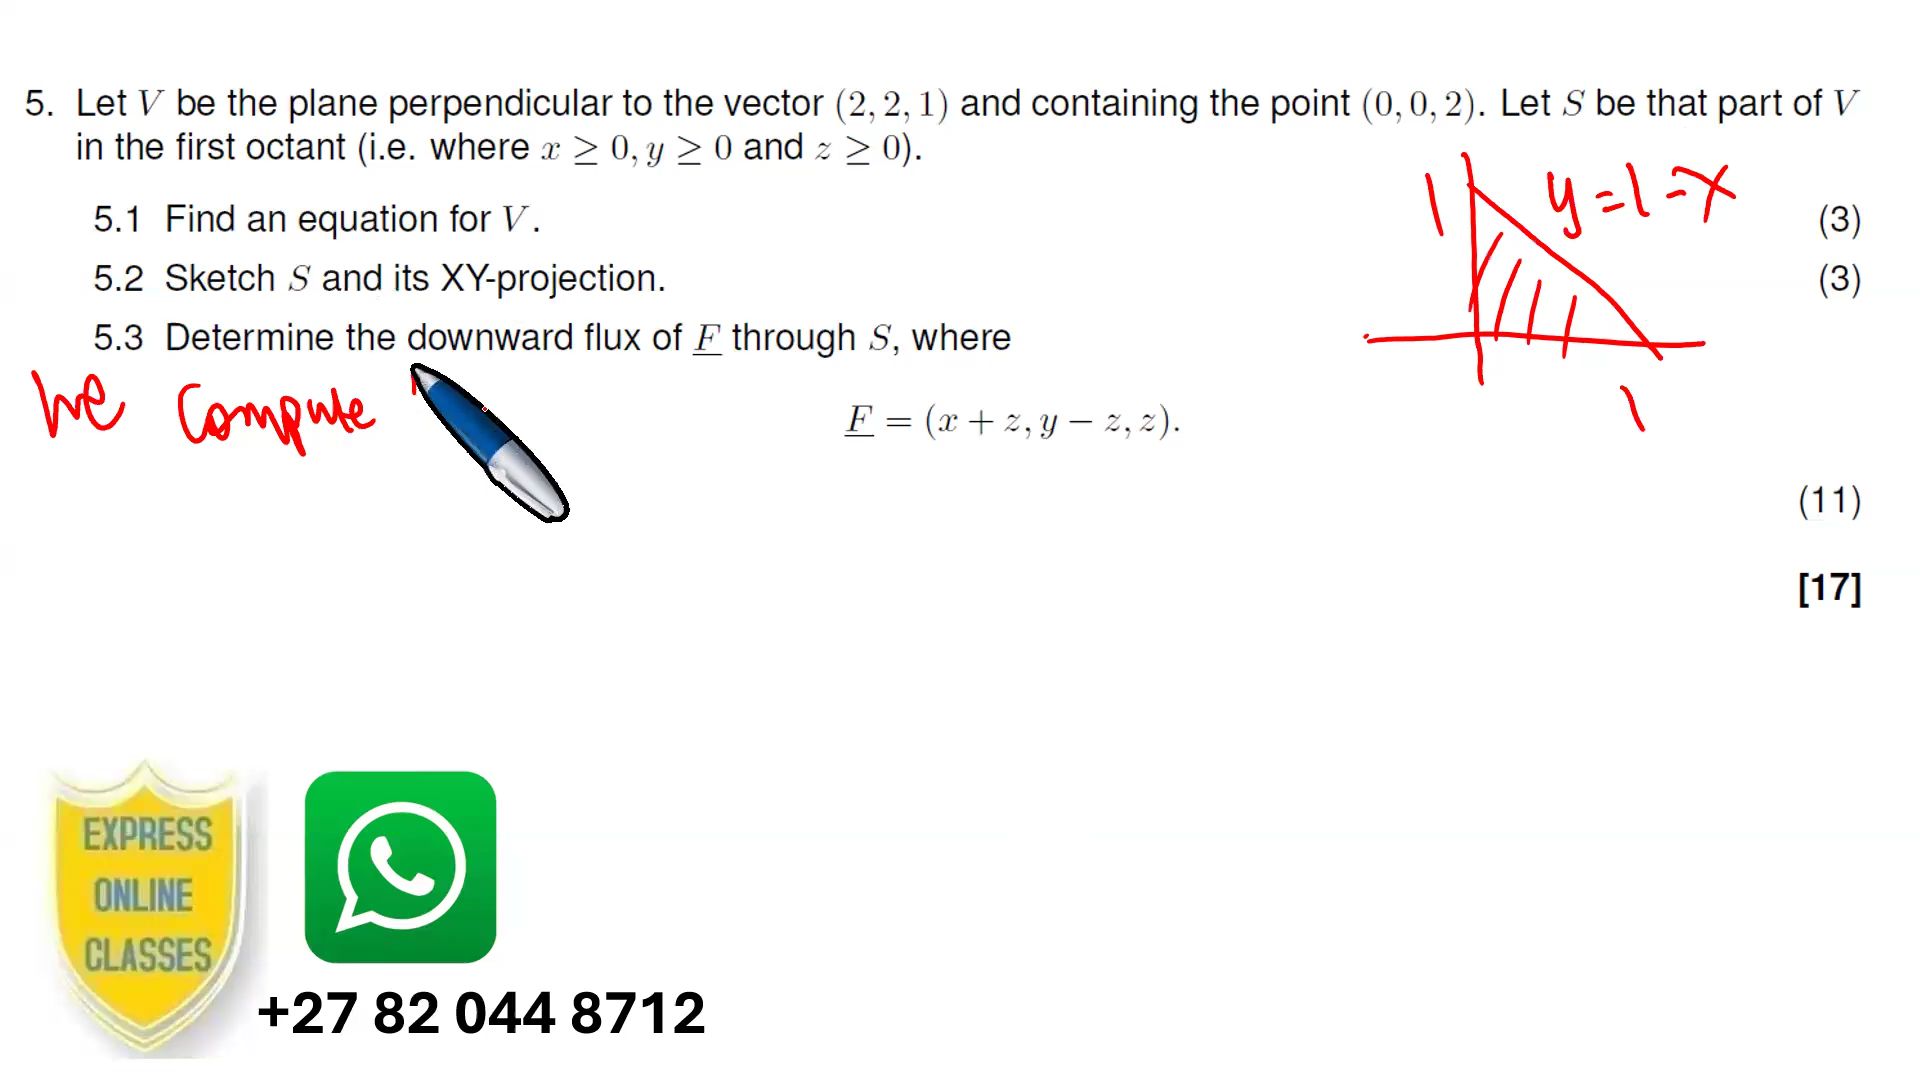 5. Let V be the plane perpendicular to the vector (2, 2, 1) and containing the point (0, 0, 2). Let S be that part of V
in the first octant (i.e. where x ≥ 0, y ≥ 0 and z ≥ 0).
5.1 Find an equation for V. (3)
5.2 Sketch S and its XY-projection. (3)
5.3 Determine the downward flux of F through S, where
F = (x + z, y − z, z).
(11)
[17]
1
y = 1 - x
1
We Compute
EXPRESS
ONLINE
CLASSES
+27 82 044 8712